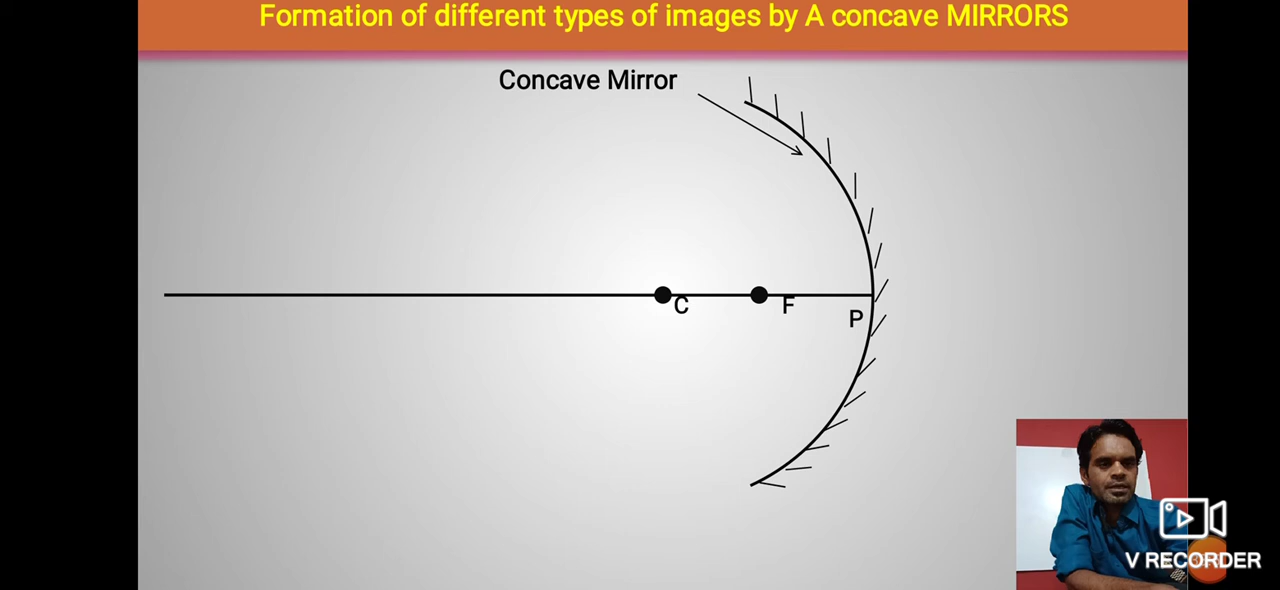 Formation of different types of images by A concave MIRRORS
Concave Mirror
C
F
P
V RECORDER